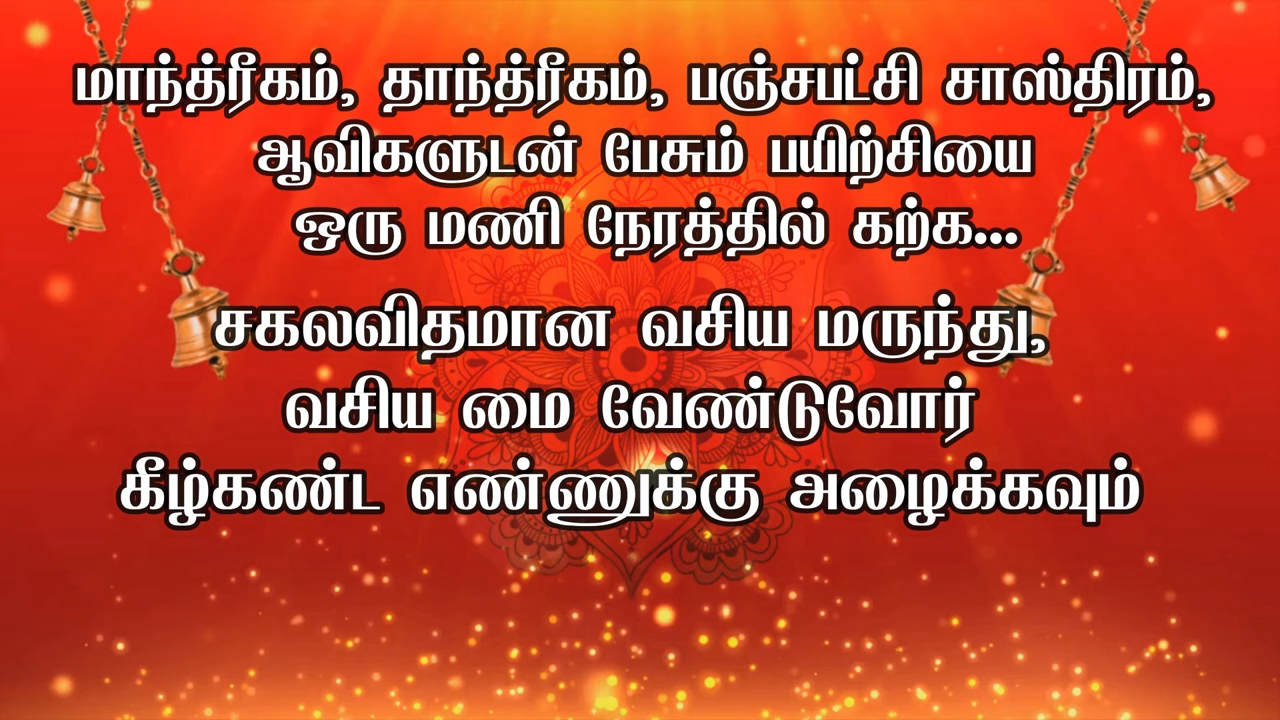 மாந்த்ரீகம், தாந்த்ரீகம், பஞ்சபட்சி சாஸ்திரம்,
ஆவிகளுடன் பேசும் பயிற்சியை
ஒரு மணி நேரத்தில் கற்க...
சகலவிதமான வசிய மருந்து,
வசிய மை வேண்டுவோர்
கீழ்கண்ட எண்ணுக்கு அழைக்கவும்